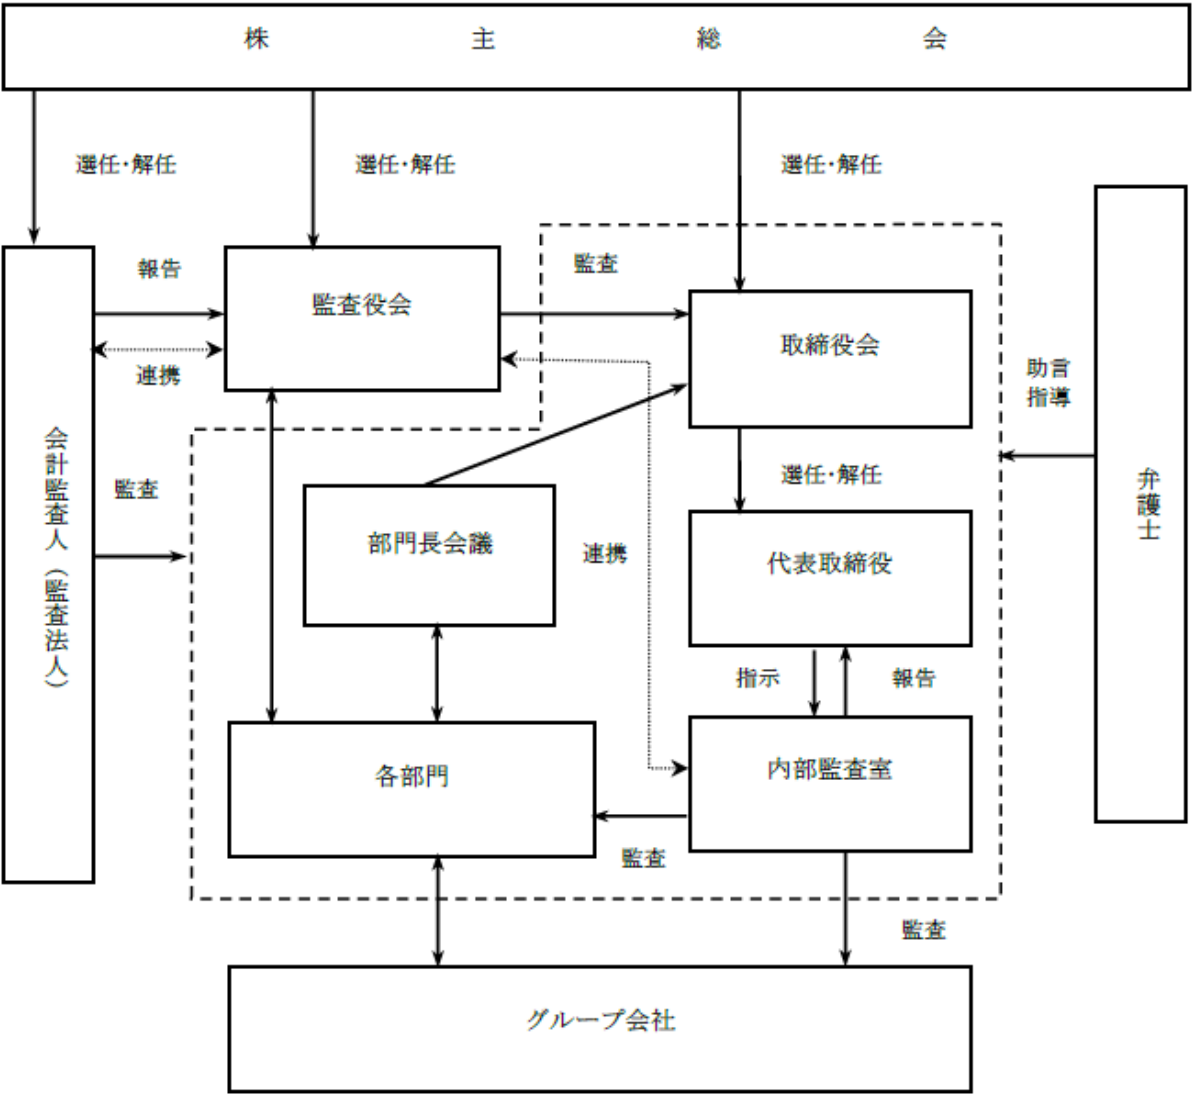 株主総会
選任・解任
選任・解任
選任・解任
報告
監査役会
監査
取締役会
連携
助言
指導
会計監査人（監査法人）
監査
選任・解任
弁護士
部門長会議
連携
代表取締役
指示
報告
各部門
内部監査室
監査
監査
グループ会社